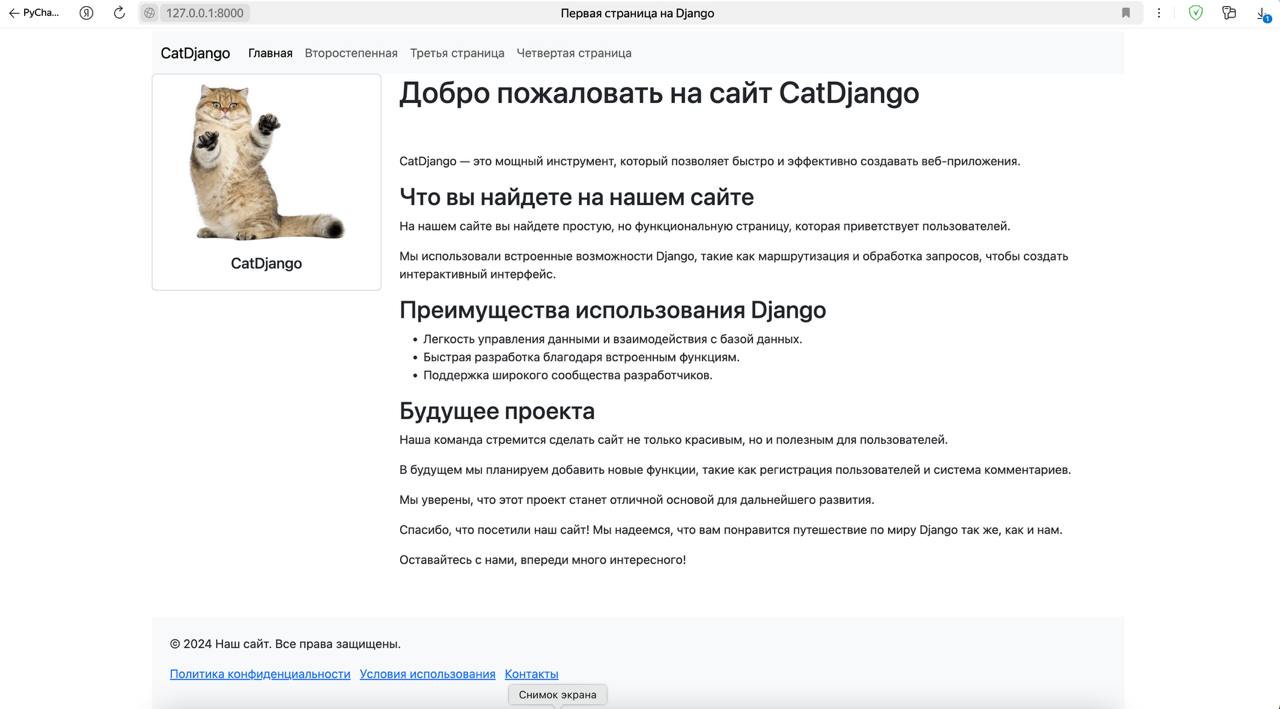 PyCha...
127.0.0.1:8000
Первая страница на Django
1
CatDjango Главная Второстепенная Третья страница Четвертая страница
CatDjango
Добро пожаловать на сайт CatDjango
CatDjango — это мощный инструмент, который позволяет быстро и эффективно создавать веб-приложения.
Что вы найдете на нашем сайте
На нашем сайте вы найдете простую, но функциональную страницу, которая приветствует пользователей.
Мы использовали встроенные возможности Django, такие как маршрутизация и обработка запросов, чтобы создать
интерактивный интерфейс.
Преимущества использования Django
• Легкость управления данными и взаимодействия с базой данных.
• Быстрая разработка благодаря встроенным функциям.
• Поддержка широкого сообщества разработчиков.
Будущее проекта
Наша команда стремится сделать сайт не только красивым, но и полезным для пользователей.
В будущем мы планируем добавить новые функции, такие как регистрация пользователей и система комментариев.
Мы уверены, что этот проект станет отличной основой для дальнейшего развития.
Спасибо, что посетили наш сайт! Мы надеемся, что вам понравится путешествие по миру Django так же, как и нам.
Оставайтесь с нами, впереди много интересного!
© 2024 Наш сайт. Все права защищены.
Политика конфиденциальности Условия использования Контакты
Снимок экрана